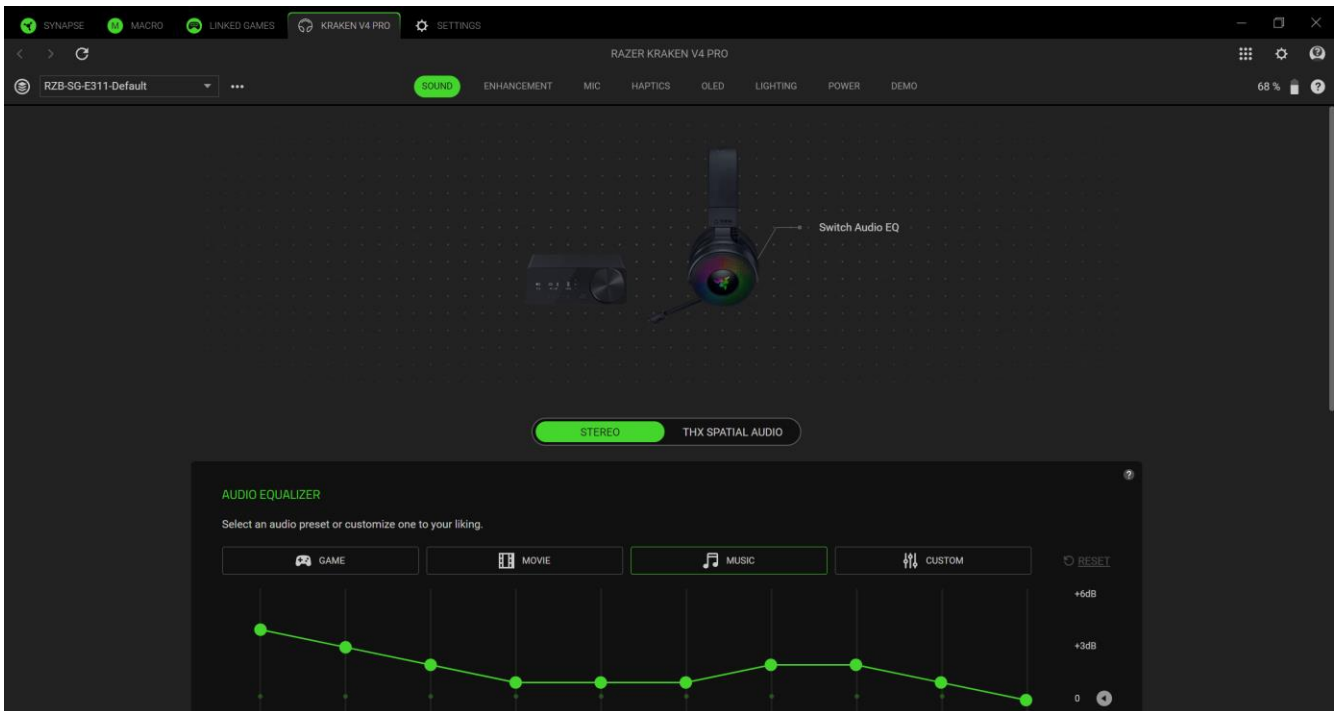 SYNAPSE MACRO LINKED GAMES KRAKEN V4 PRO SETTINGS
RAZER KRAKEN V4 PRO
RZB-SG-E311-Default SOUND ENHANCEMENT MIC HAPTICS OLED LIGHTING POWER DEMO 68 %
Switch Audio EQ
STEREO THX SPATIAL AUDIO
AUDIO EQUALIZER
Select an audio preset or customize one to your liking.
GAME MOVIE MUSIC CUSTOM RESET
+6dB
+3dB
0